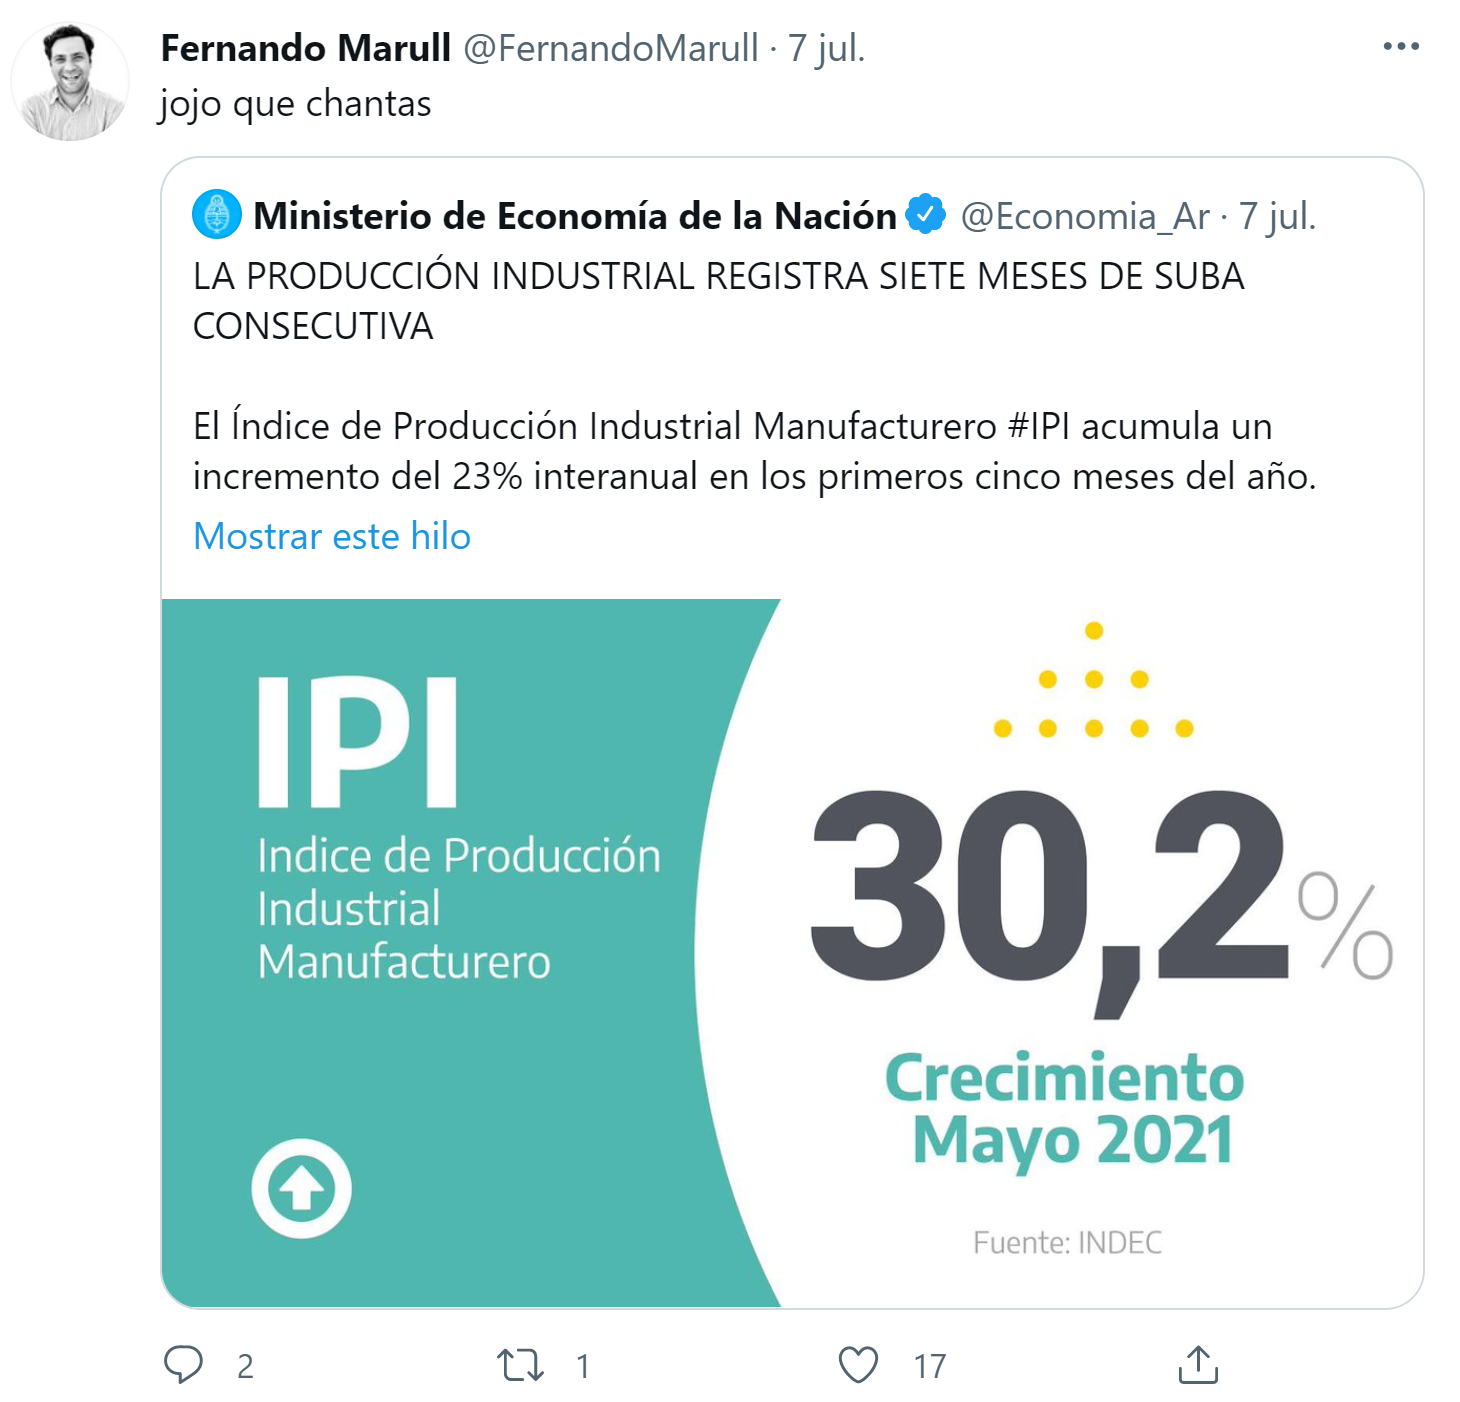 Fernando Marull @FernandoMarull · 7 jul.
jojo que chantas
Ministerio de Economía de la Nación @Economia_Ar · 7 jul.
LA PRODUCCIÓN INDUSTRIAL REGISTRA SIETE MESES DE SUBA
CONSECUTIVA
El Índice de Producción Industrial Manufacturero #IPI acumula un
incremento del 23% interanual en los primeros cinco meses del año.
Mostrar este hilo
IPI
Indice de Producción
Industrial
Manufacturero
30,2%
Crecimiento
Mayo 2021
Fuente: INDEC
2
1
17